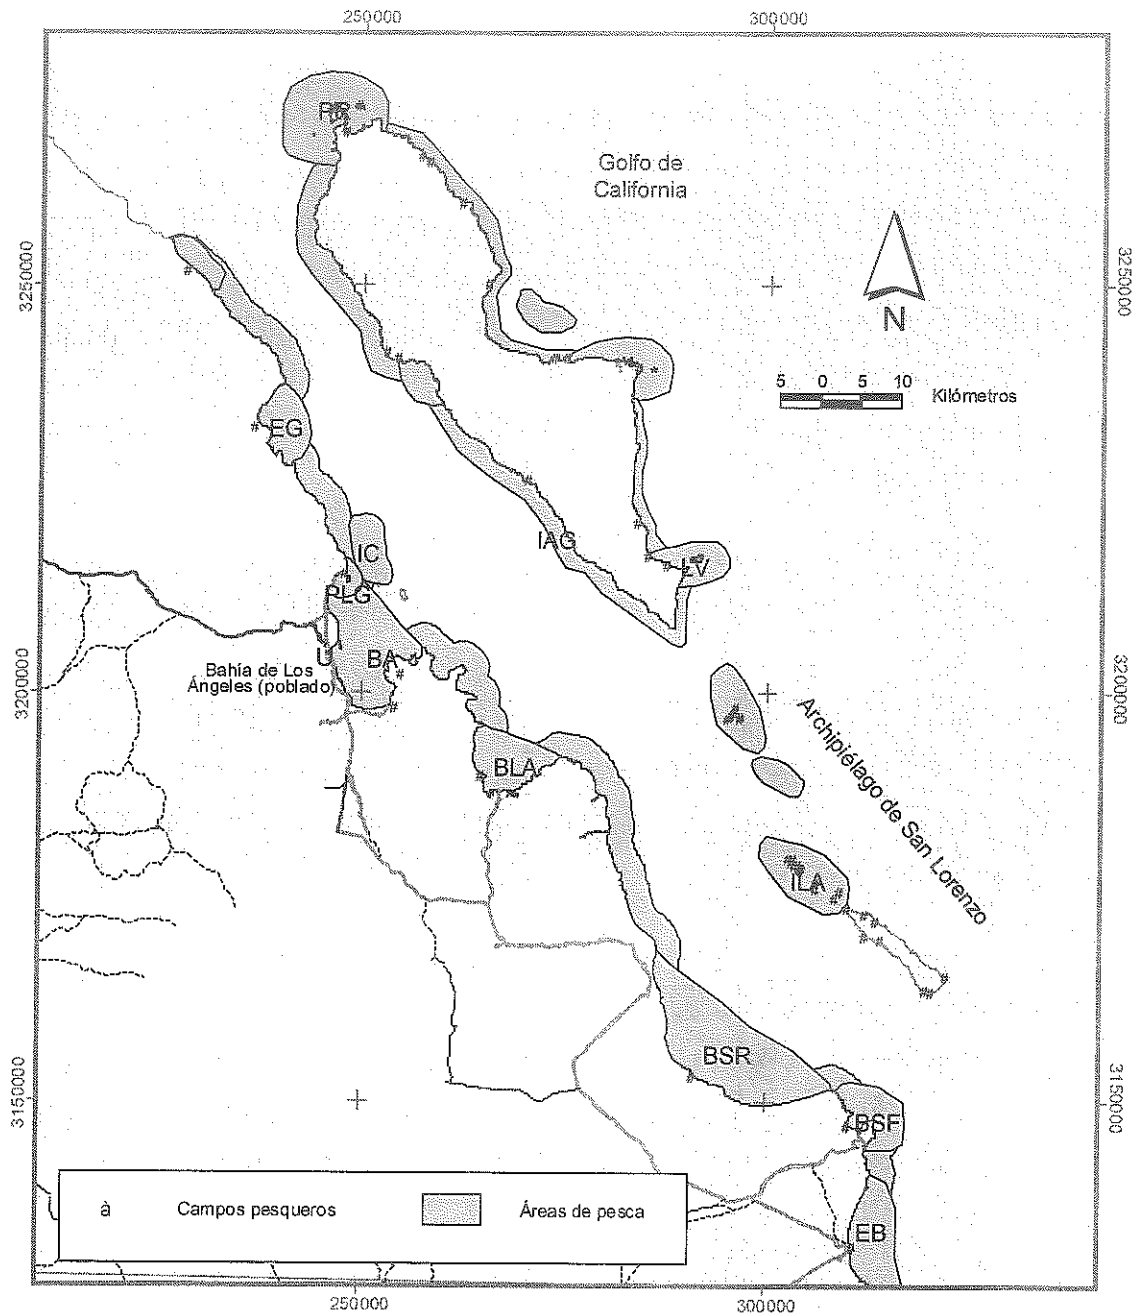 250000
300000
Golfo de
Califórnia
3250000
3250000
N
5 0 5 10
Kilómetros
EG
IAG
IC
LV
PLG
BA
Bahía de Los
Ángeles (poblado)
3200000
3200000
Archipiélago de San Lorenzo
BLA
ILA
BSR
3150000
3150000
BSF
à Campos pesqueros
Áreas de pesca
EB
250000
300000